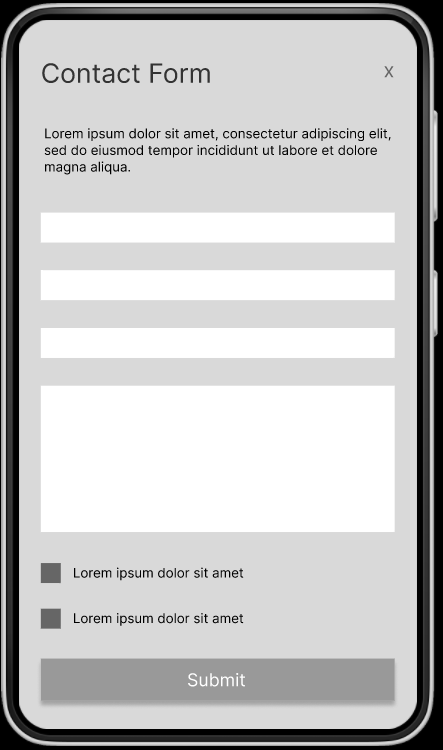 Contact Form
x
Lorem ipsum dolor sit amet, consectetur adipiscing elit,
sed do eiusmod tempor incididunt ut labore et dolore
magna aliqua.
Lorem ipsum dolor sit amet
Lorem ipsum dolor sit amet
Submit